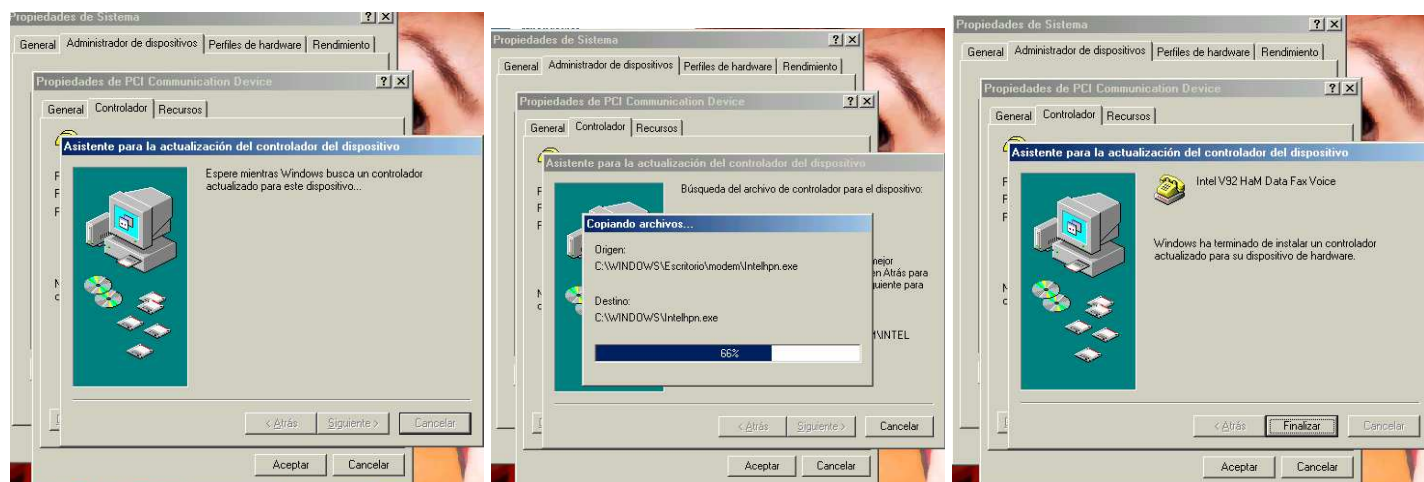 Propiedades de Sistema
General Administrador de dispositivos Perfiles de hardware Rendimiento
Propiedades de PCI Communication Device
General Controlador Recursos
Asistente para la actualización del controlador del dispositivo
Espere mientras Windows busca un controlador
actualizado para este dispositivo...
< Atrás Siguiente > Cancelar
Aceptar Cancelar
Propiedades de Sistema
General Administrador de dispositivos Perfiles de hardware Rendimiento
Propiedades de PCI Communication Device
General Controlador Recursos
Asistente para la actualización del controlador del dispositivo
Búsqueda del archivo de controlador para el dispositivo:
Copiando archivos...
Origen:
C:\WINDOWS\Escritorio\modem\Intelhpn.exe
en Atrás para
Destino:
C:\WINDOWS\Intelhpn.exe
\INTEL
66%
< Atrás Siguiente > Cancelar
Aceptar Cancelar
Propiedades de Sistema
General Administrador de dispositivos Perfiles de hardware Rendimiento
Propiedades de PCI Communication Device
General Controlador Recursos
Asistente para la actualización del controlador del dispositivo
Intel V92 HaM Data Fax Voice
Windows ha terminado de instalar un controlador
actualizado para su dispositivo de hardware.
< Atrás Finalizar Cancelar
Aceptar Cancelar